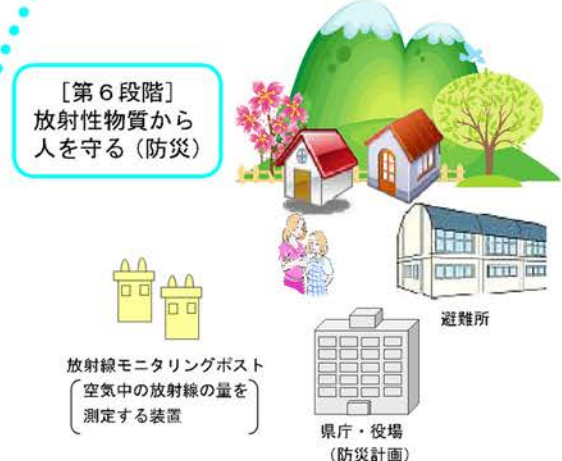 ［第６段階］
放射性物質から
人を守る（防災）
避難所
放射線モニタリングポスト
空気中の放射線の量を
測定する装置
県庁・役場
（防災計画）